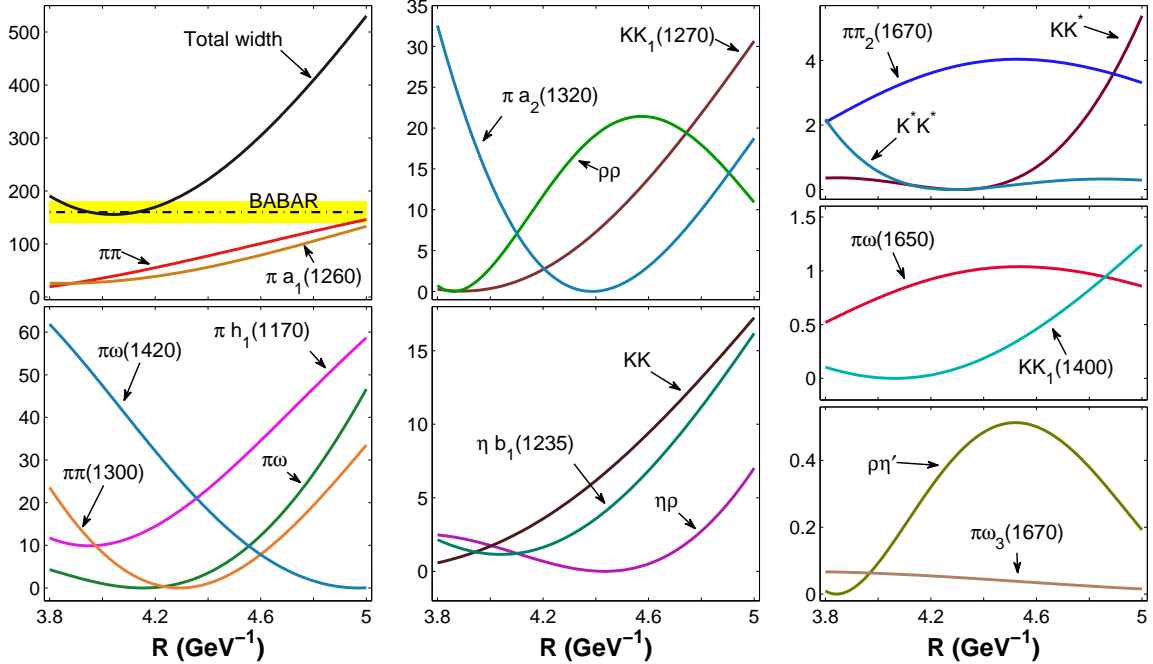 500
400
300
200
100
0
Total width
BABAR
ππ
π a₁(1260)
35
30
25
20
15
10
5
0
KK₁(1270)
π a₂(1320)
ρρ
4
2
0
ππ₂(1670)
KK*
K*K*
1.5
1
0.5
0
πω(1650)
KK₁(1400)
60
50
40
30
20
10
0
πω(1420)
π h₁(1170)
ππ(1300)
πω
3.8 4.2 4.6 5
R (GeV⁻¹)
15
10
5
0
KK
η b₁(1235)
ηρ
3.8 4.2 4.6 5
R (GeV⁻¹)
0.4
0.2
0
ρη′
πω₃(1670)
3.8 4.2 4.6 5
R (GeV⁻¹)